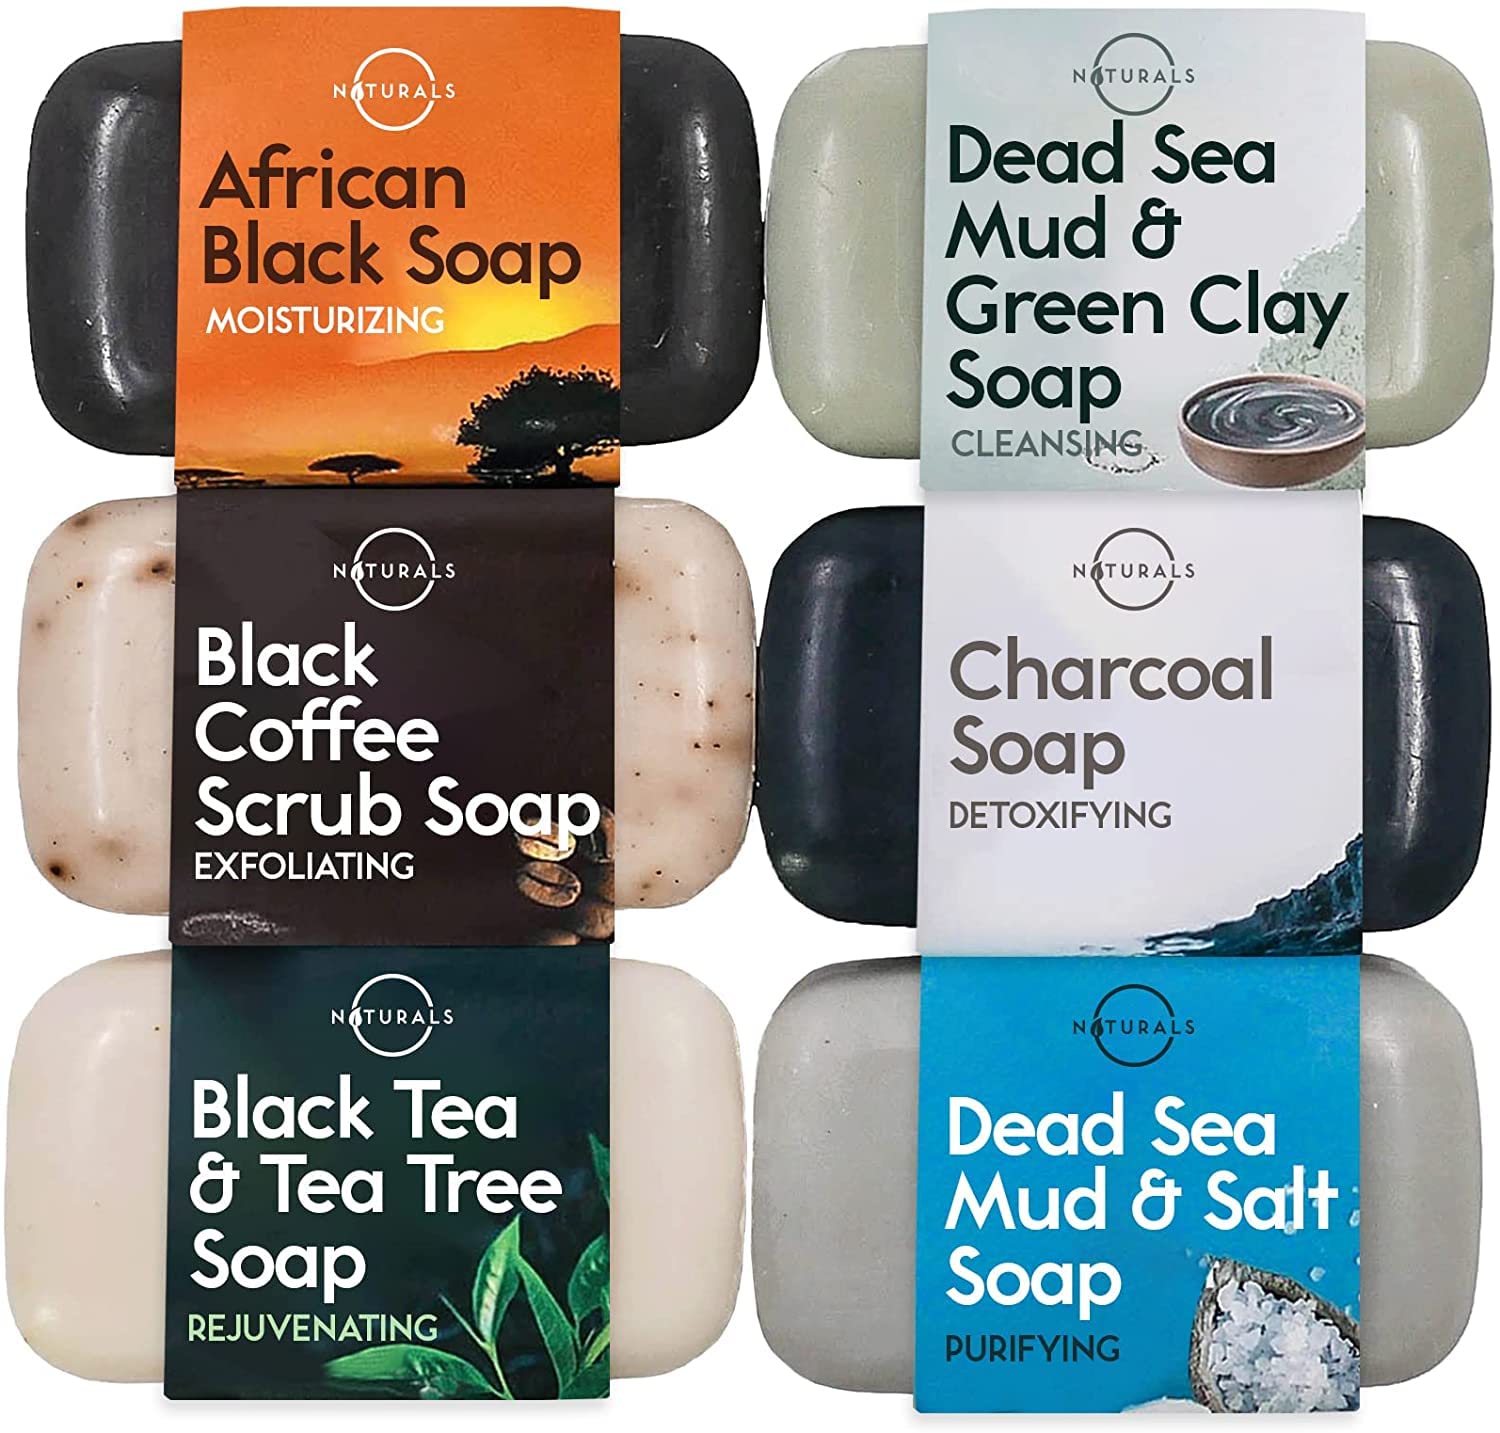 NATURALS
African
Black Soap
MOISTURIZING
NATURALS
Dead Sea
Mud &
Green Clay
Soap
CLEANSING
NATURALS
Black
Coffee
Scrub Soap
EXFOLIATING
NATURALS
Charcoal
Soap
DETOXIFYING
NATURALS
Black Tea
& Tea Tree
Soap
REJUVENATING
NATURALS
Dead Sea
Mud & Salt
Soap
PURIFYING